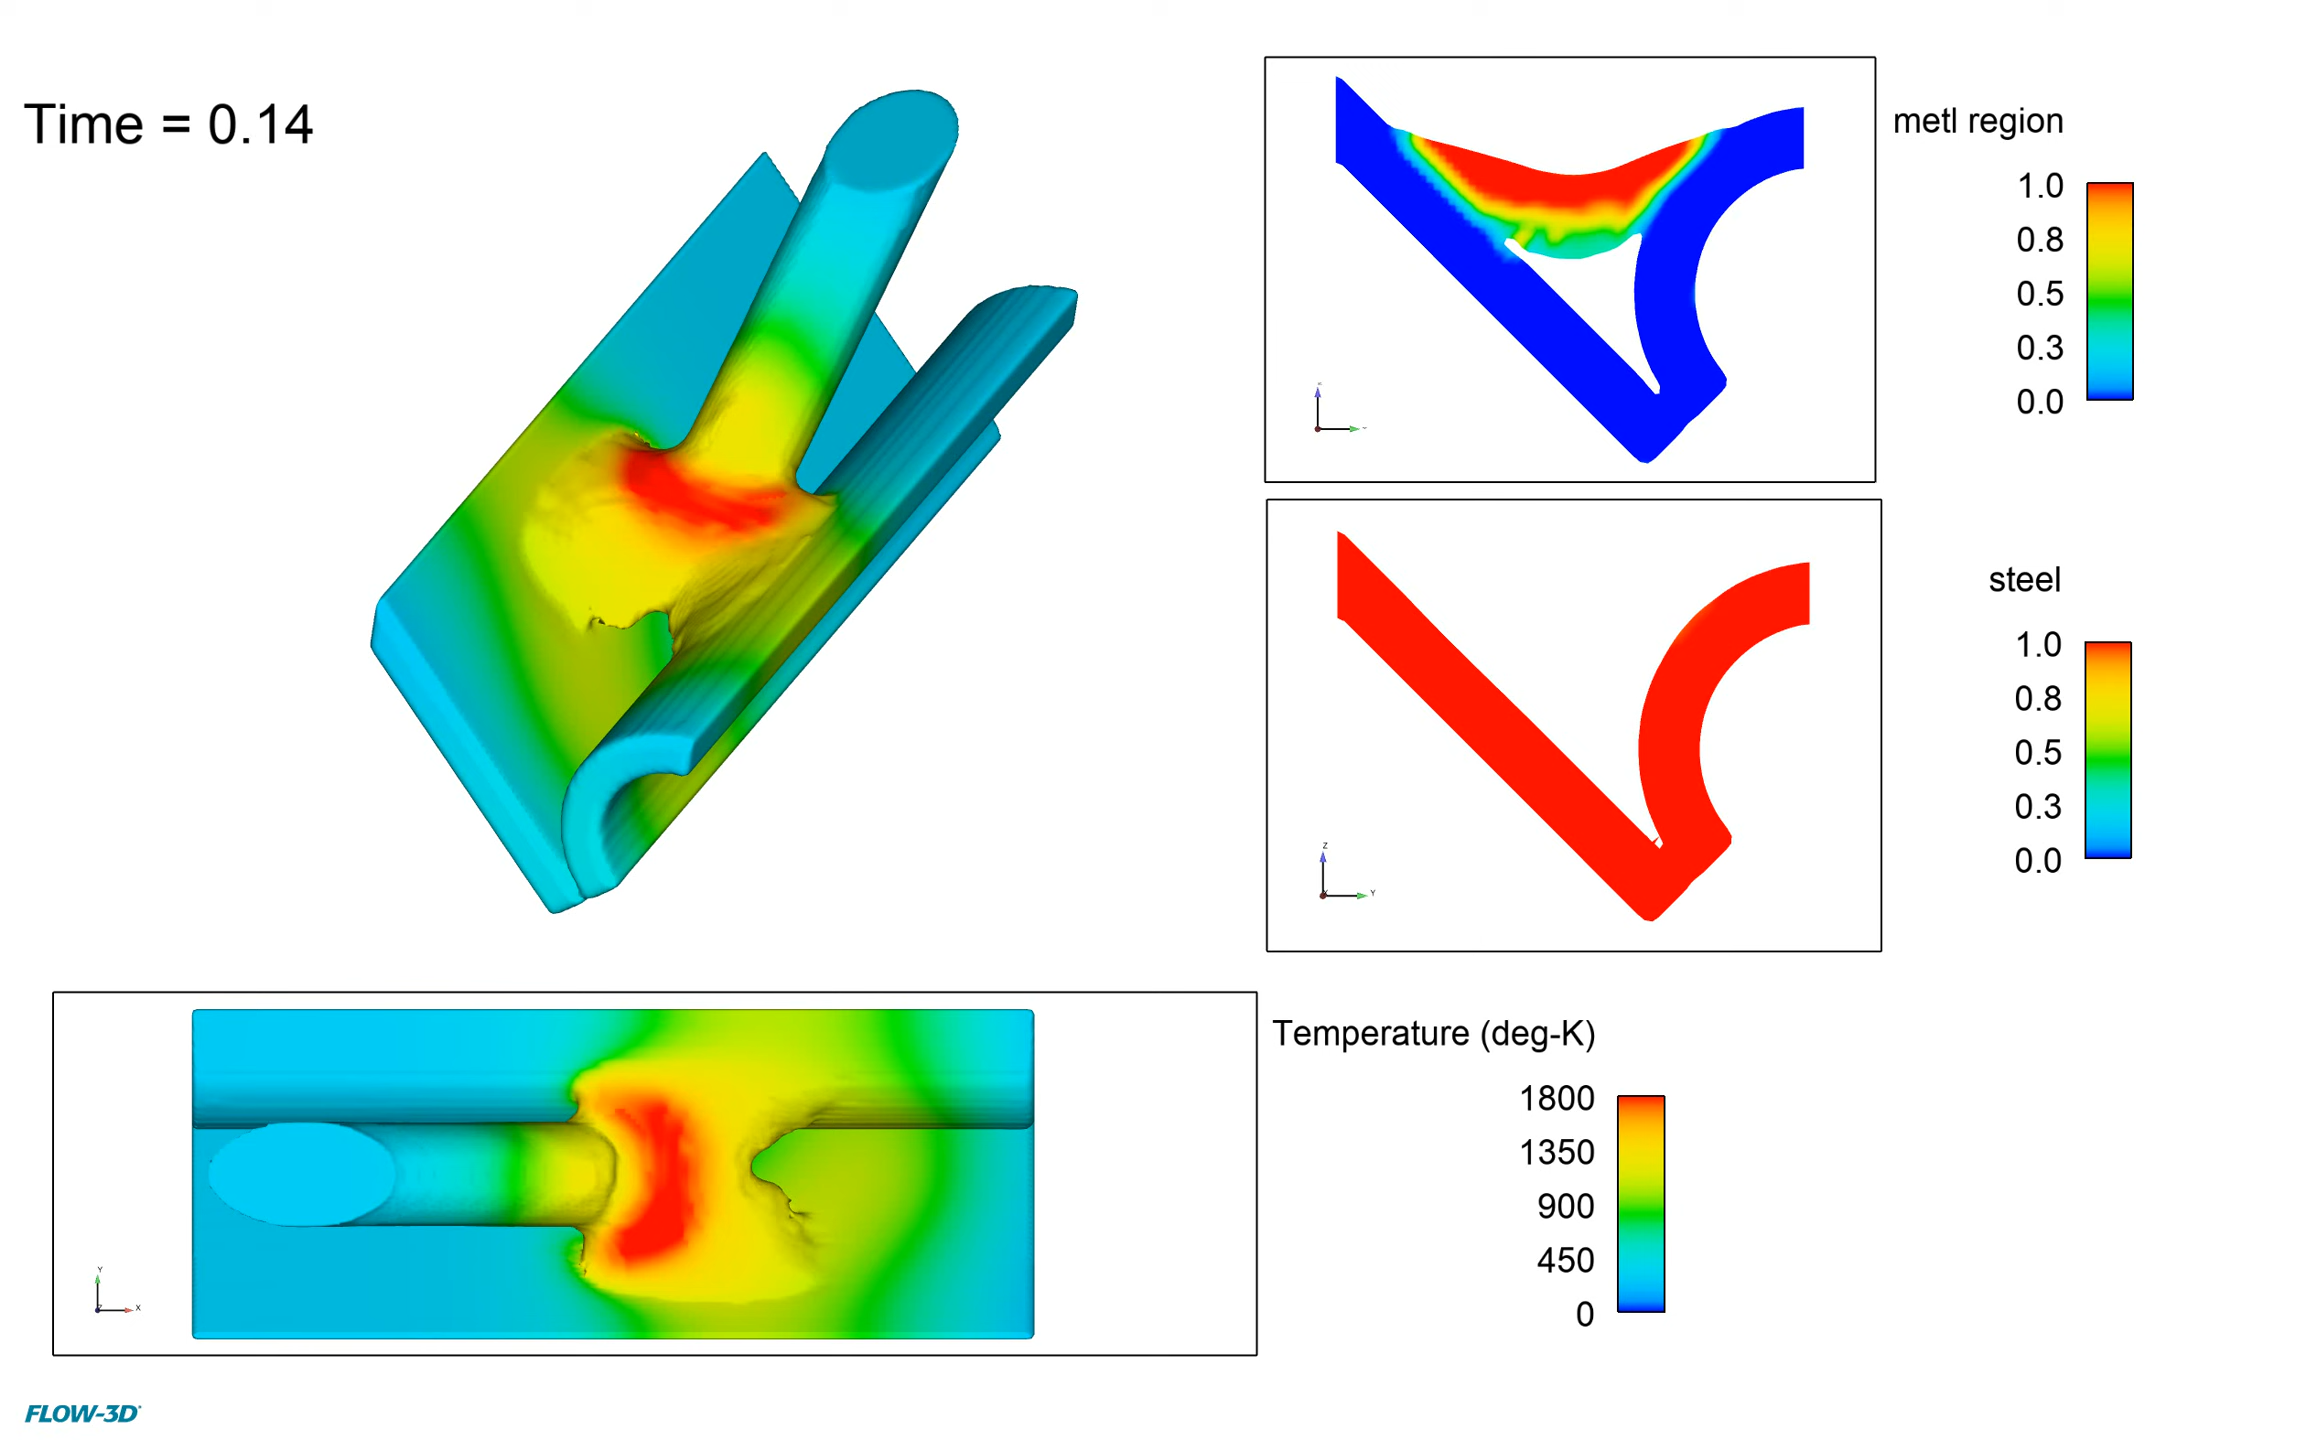 Time = 0.14
metl region
1.0
0.8
0.5
0.3
0.0
steel
1.0
0.8
0.5
0.3
0.0
Z
Y
Temperature (deg-K)
1800
1350
900
450
0
Y
Z
X
FLOW-3D